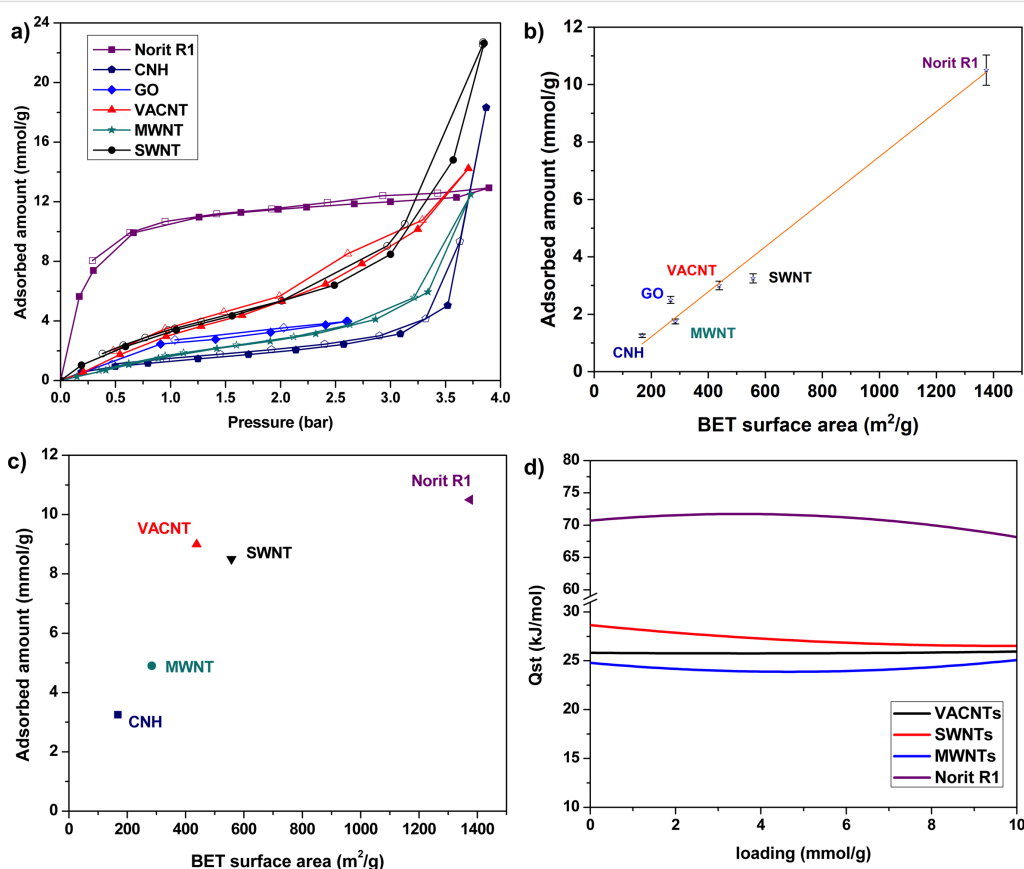 a)
Adsorbed amount (mmol/g)
24
20
16
12
8
4
0
Norit R1
CNH
GO
VACNT
MWNT
SWNT
0.0 0.5 1.0 1.5 2.0 2.5 3.0 3.5 4.0
Pressure (bar)
b)
Adsorbed amount (mmol/g)
12
10
8
6
4
2
0
Norit R1
VACNT
SWNT
GO
MWNT
CNH
0 200 400 600 800 1000 1200 1400
BET surface area (m²/g)
c)
Adsorbed amount (mmol/g)
12
10
8
6
4
2
0
Norit R1
VACNT
SWNT
MWNT
CNH
0 200 400 600 800 1000 1200 1400
BET surface area (m²/g)
d)
Qst (kJ/mol)
80
75
70
65
60
30
25
20
15
10
VACNTs
SWNTs
MWNTs
Norit R1
0 2 4 6 8 10
loading (mmol/g)